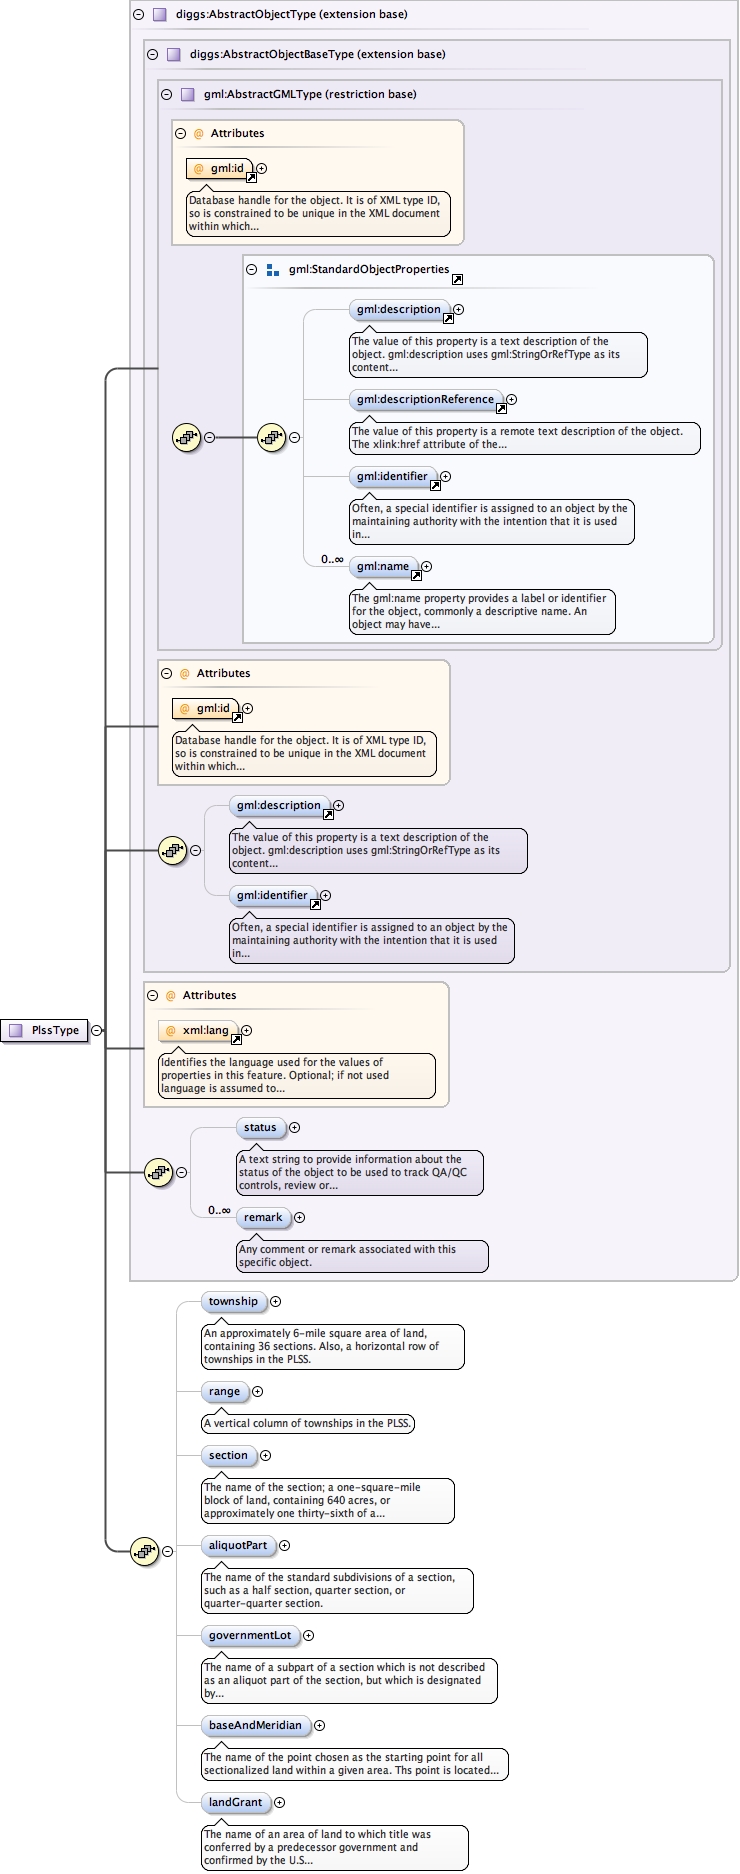 diggs:AbstractObjectType (extension base)
diggs:AbstractObjectBaseType (extension base)
gml:AbstractGMLType (restriction base)
@ Attributes
@ gml:id
Database handle for the object. It is of XML type ID,
so is constrained to be unique in the XML document
within which...
gml:StandardObjectProperties
gml:description
The value of this property is a text description of the
object. gml:description uses gml:StringOrRefType as its
content...
gml:descriptionReference
The value of this property is a remote text description of the object.
The xlink:href attribute of the...
gml:identifier
Often, a special identifier is assigned to an object by the
maintaining authority with the intention that it is used
in...
0..∞
gml:name
The gml:name property provides a label or identifier
for the object, commonly a descriptive name. An
object may have...
@ Attributes
@ gml:id
Database handle for the object. It is of XML type ID,
so is constrained to be unique in the XML document
within which...
gml:description
The value of this property is a text description of the
object. gml:description uses gml:StringOrRefType as its
content...
gml:identifier
Often, a special identifier is assigned to an object by the
maintaining authority with the intention that it is used
in...
@ Attributes
PlssType
@ xml:lang
Identifies the language used for the values of
properties in this feature. Optional; if not used
language is assumed to...
status
A text string to provide information about the
status of the object to be used to track QA/QC
controls, review or...
0..∞
remark
Any comment or remark associated with this
specific object.
township
An approximately 6-mile square area of land,
containing 36 sections. Also, a horizontal row of
townships in the PLSS.
range
A vertical column of townships in the PLSS.
section
The name of the section; a one-square-mile
block of land, containing 640 acres, or
approximately one thirty-sixth of a...
aliquotPart
The name of the standard subdivisions of a section,
such as a half section, quarter section, or
quarter-quarter section.
governmentLot
The name of a subpart of a section which is not described
as an aliquot part of the section, but which is designated
by...
baseAndMeridian
The name of the point chosen as the starting point for all
sectionalized land within a given area. Ths point is located...
landGrant
The name of an area of land to which title was
conferred by a predecessor government and
confirmed by the U.S...